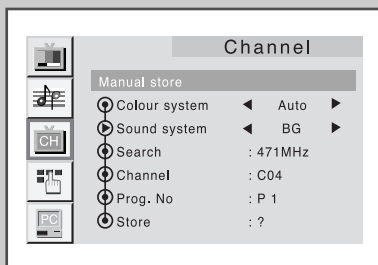 Channel
Manual store
Colour system ◀ Auto ▶
Sound system ◀ BG ▶
Search : 471MHz
CH
Channel : C04
Prog. No : P 1
Store : ?
PC